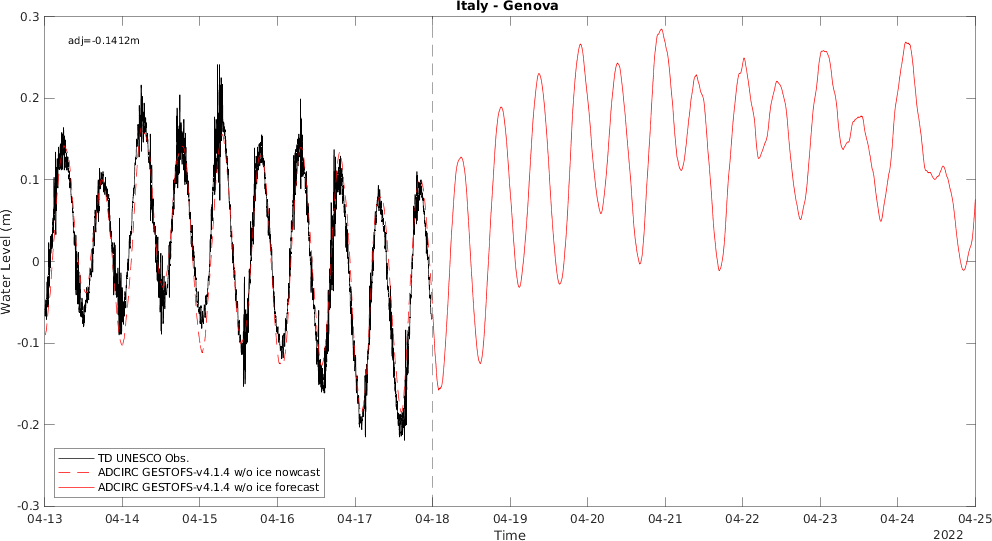 Italy - Genova
adj=-0.1412m
0.3
0.2
0.1
0
-0.1
-0.2
-0.3
Water Level (m)
TD UNESCO Obs.
ADCIRC GESTOFS-v4.1.4 w/o ice nowcast
ADCIRC GESTOFS-v4.1.4 w/o ice forecast
04-13 04-14 04-15 04-16 04-17 04-18 04-19 04-20 04-21 04-22 04-23 04-24 04-25
Time
2022